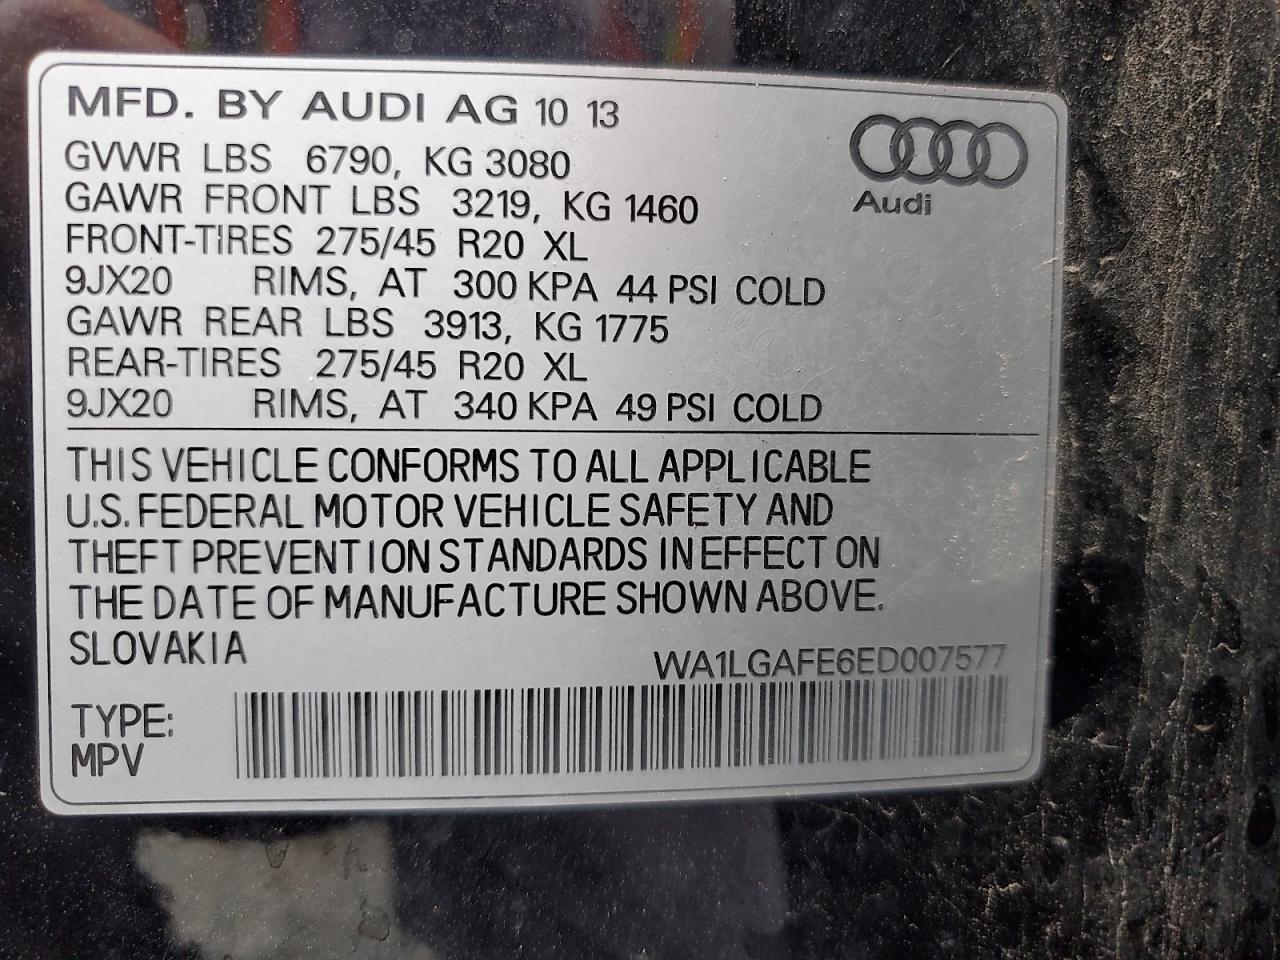 MFD. BY AUDI AG 10 13
GVWR LBS 6790, KG 3080
GAWR FRONT LBS 3219, KG 1460
FRONT-TIRES 275/45 R20 XL
9JX20 RIMS, AT 300 KPA 44 PSI COLD
GAWR REAR LBS 3913, KG 1775
REAR-TIRES 275/45 R20 XL
9JX20 RIMS, AT 340 KPA 49 PSI COLD
Audi
THIS VEHICLE CONFORMS TO ALL APPLICABLE
U.S. FEDERAL MOTOR VEHICLE SAFETY AND
THEFT PREVENTION STANDARDS IN EFFECT ON
THE DATE OF MANUFACTURE SHOWN ABOVE.
SLOVAKIA
WA1LGAFE6ED007577
TYPE:
MPV